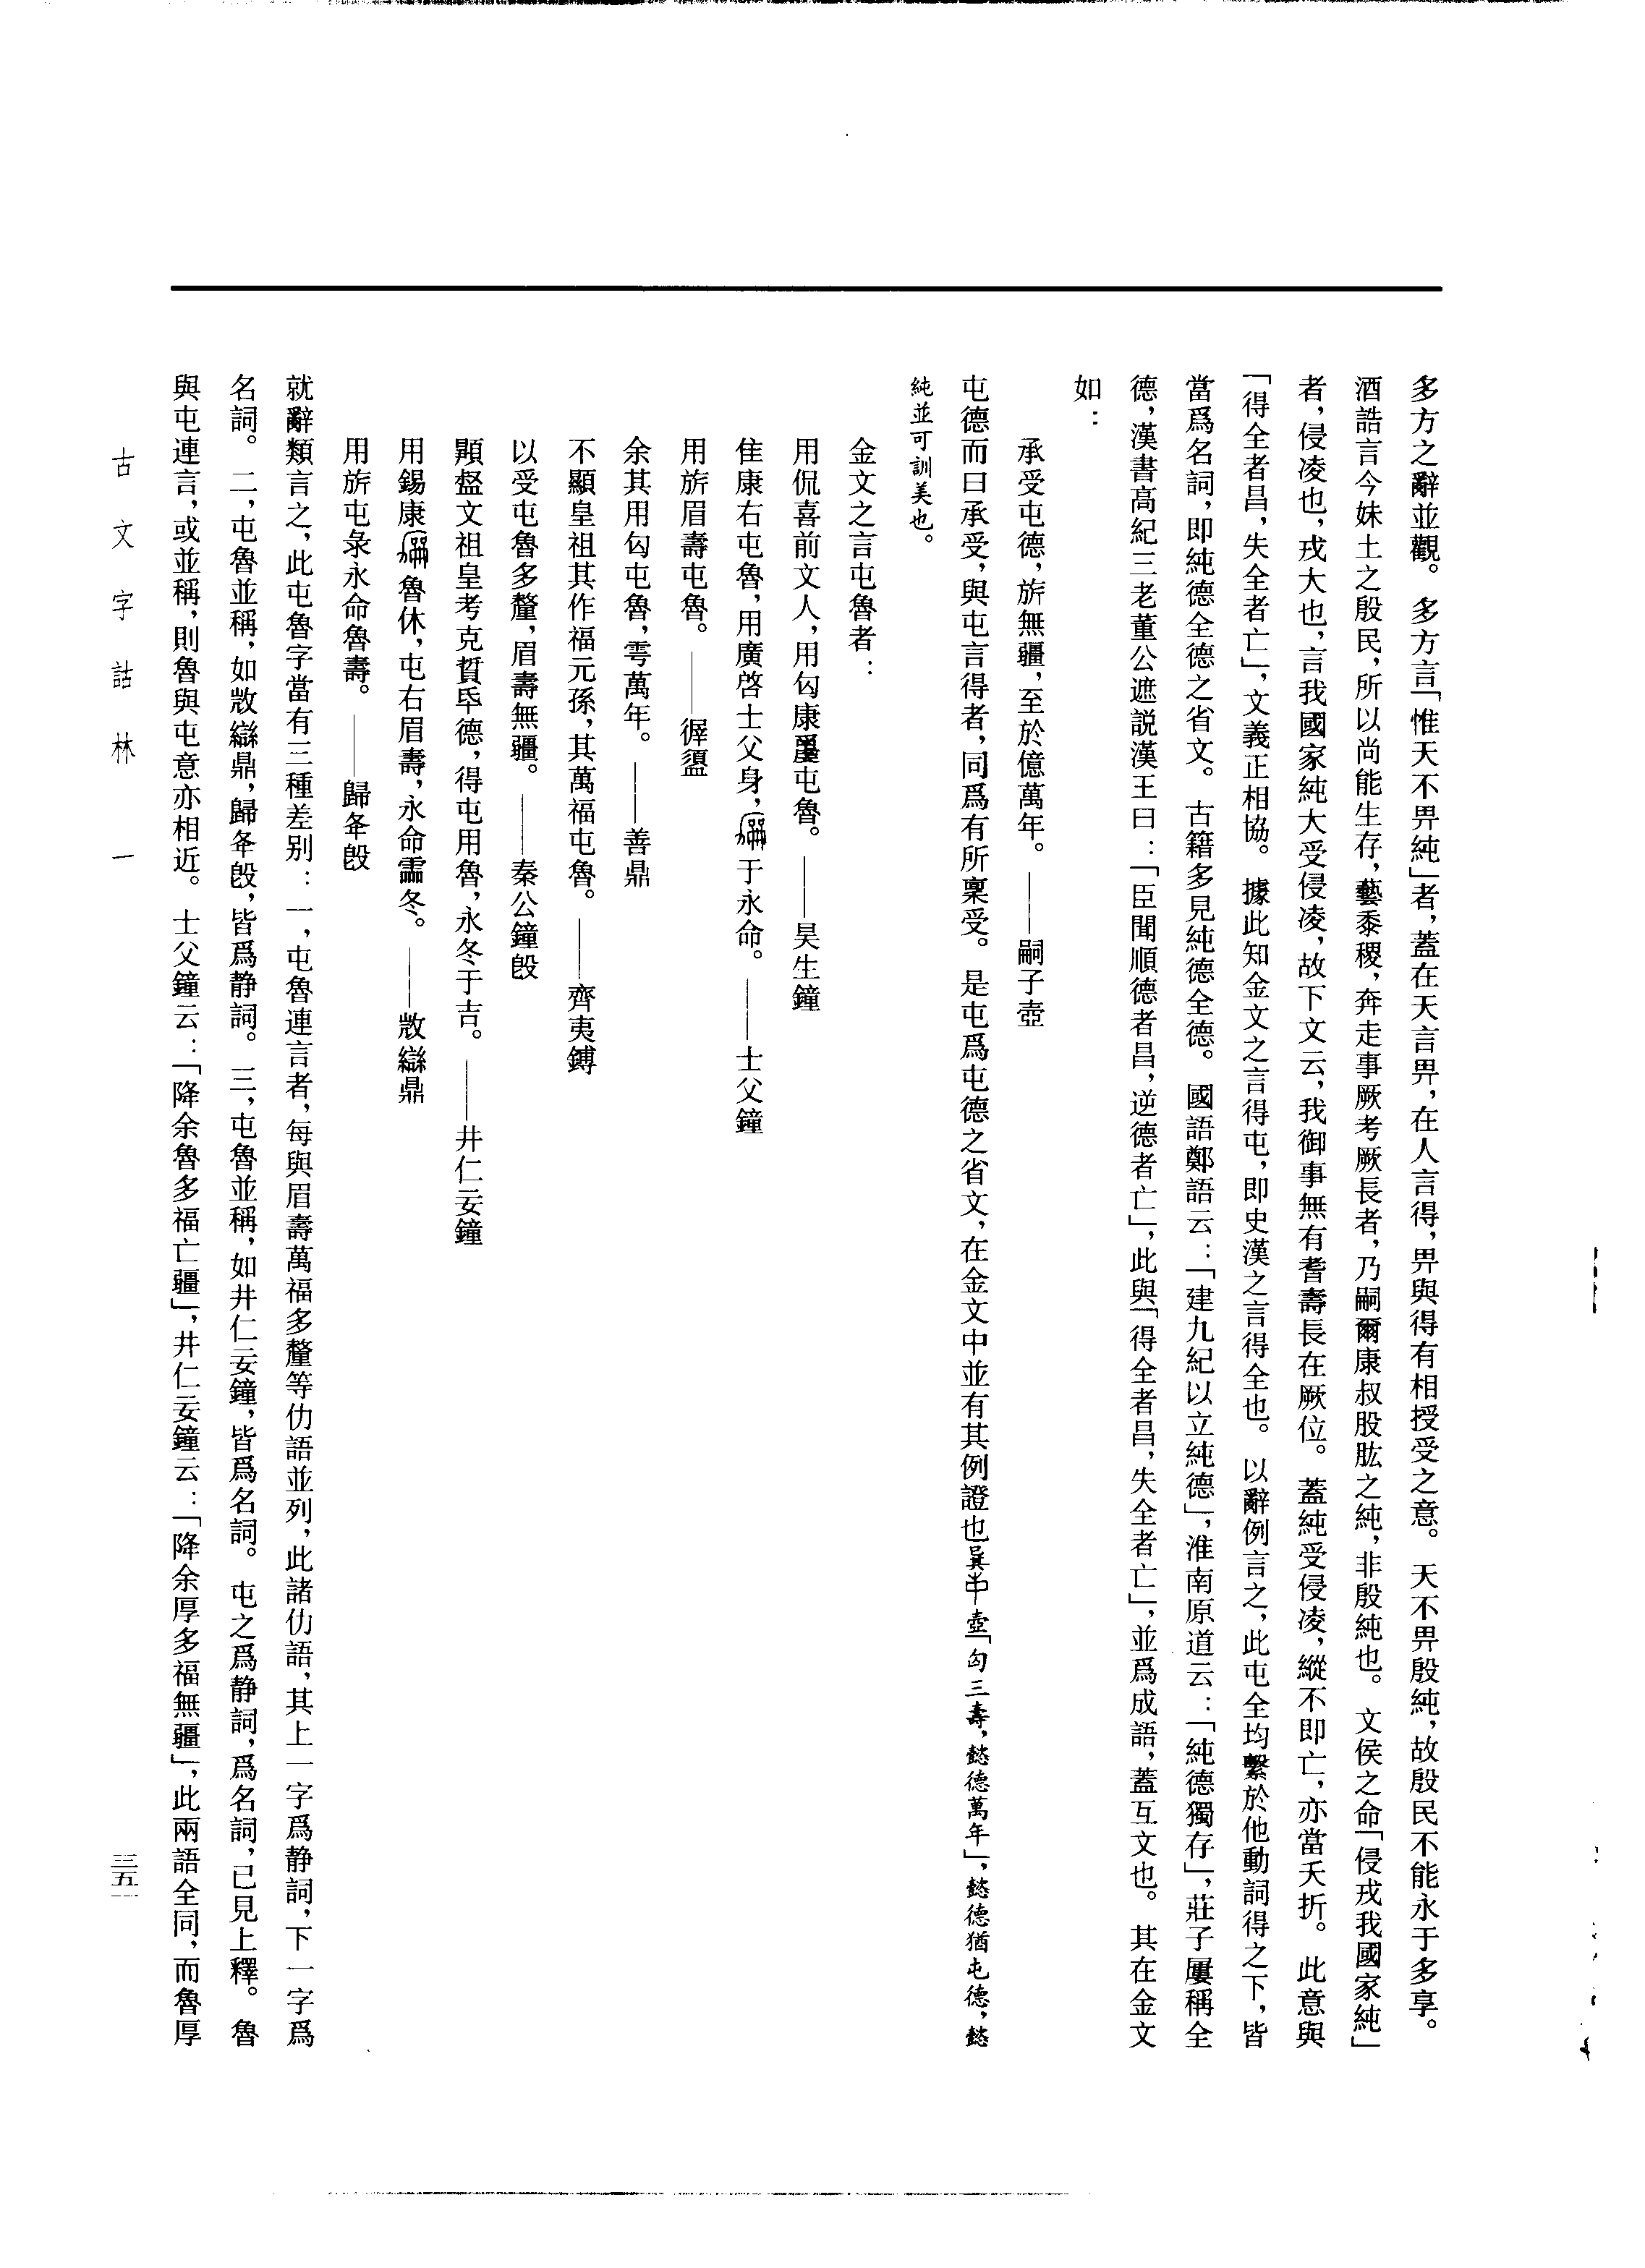 多方之辭並觀。多方言「惟天不畀純」者，蓋在天言畀，在人言得，畀與得有相授受之意。天不畀殷純，故殷民不能永于多享。
酒誥言今妹土之殷民，所以尚能生存，藝黍稷，奔走事厥考厥長者，乃嗣爾康叔股肱之純，非殷純也。文侯之命「侵戎我國家純」
者，侵凌也，戎大也，言我國家純大受侵凌，故下文云，我御事無有耆壽長在厥位。蓋純受侵凌，縱不即亡，亦當夭折。此意與
「得全者昌，失全者亡」，文義正相協。據此知金文之言得屯，即史漢之言得全也。以辭例言之，此屯全均繫於他動詞得之下，皆
當爲名詞，即純德全德之省文。古籍多見純德全德。國語鄭語云：「建九紀以立純德」，淮南原道云：「純德獨存」，莊子屢稱全
德，漢書高紀三老董公遮説漢王曰：「臣聞順德者昌，逆德者亡」，此與「得全者昌，失全者亡」，並爲成語，蓋互文也。其在金文
如：
承受屯德，旂無疆，至於億萬年。——嗣子壺
屯德而曰承受，與屯言得者，同爲有所稟受。是屯爲屯德之省文，在金文中並有其例證也㠱中壺「匃三壽，懿德萬年」，懿德猶屯德，懿
純並可訓美也。
金文之言屯魯者：
用侃喜前文人，用匃康屯魯。——昊生鐘
隹康右屯魯，用廣啓士父身，于永命。——士父鐘
用旂眉壽屯魯。——𢓊盨
余其用匃屯魯，雩萬年。——善鼎
不顯皇祖其作福元孫，其萬福屯魯。——齊夷鎛
以受屯魯多釐，眉壽無疆。——秦公鐘𣪘
顯盄文祖皇考克哲氒德，得屯用魯，永冬于吉。——井仁妄鐘
用錫康魯休，屯右眉壽，永命霝冬。——㪤䜌鼎
用旂屯彔永命魯壽。——歸夆𣪘
就辭類言之，此屯魯字當有三種差别：一，屯魯連言者，每與眉壽萬福多釐等仂語並列，此諸仂語，其上一字爲静詞，下一字爲
名詞。二，屯魯並稱，如㪤䜌鼎，歸夆𣪘，皆爲静詞。三，屯魯並稱，如井仁妄鐘，皆爲名詞。屯之爲静詞，爲名詞，已見上釋。魯
與屯連言，或並稱，則魯與屯意亦相近。士父鐘云：「降余魯多福亡疆」，井仁妄鐘云：「降余厚多福無疆」，此兩語全同，而魯厚
古文字詁林 一
三五一